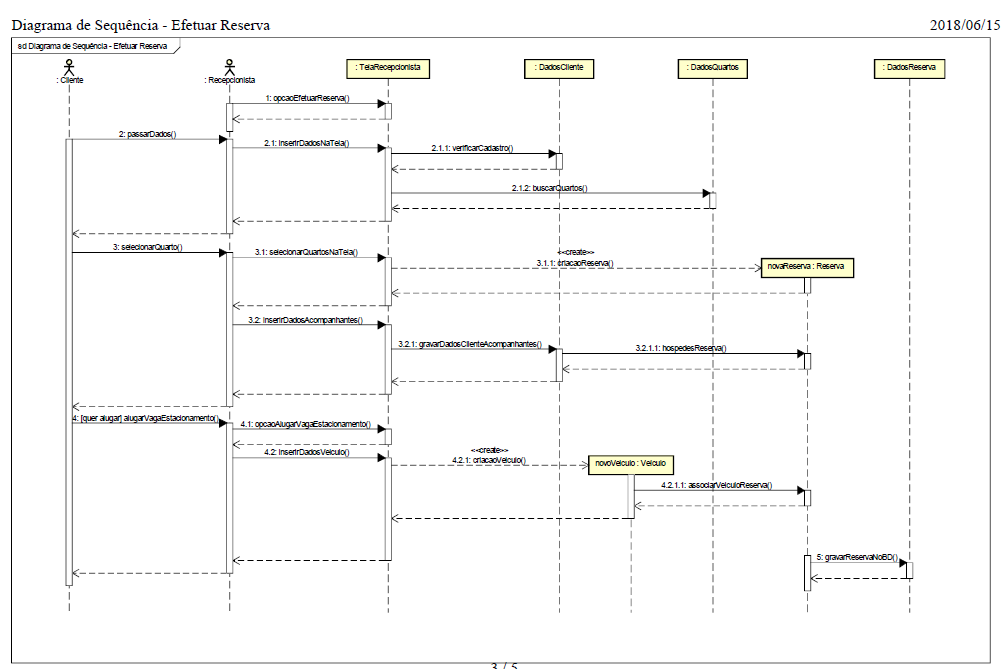 Diagrama de Sequência - Efetuar Reserva
2018/06/15
sd Diagrama de Sequência - Efetuar Reserva
: Cliente
: Recepcionista
: TelaRecepcionista
: DadosCliente
: DadosQuartos
: DadosReserva
1: opcaoEfetuarReserva()
2: passarDados()
2.1: inserirDadosNaTela()
2.1.1: verificarCadastro()
2.1.2: buscarQuartos()
3: selecionarQuarto()
3.1: selecionarQuartosNaTela()
<<create>>
3.1.1: criacaoReserva()
novaReserva : Reserva
3.2: inserirDadosAcompanhantes()
3.2.1: gravarDadosClienteAcompanhantes()
3.2.1.1: hospedesReserva()
4: [quer alugar] alugarVagaEstacionamento()
4.1: opcaoAlugarVagaEstacionamento()
4.2: inserirDadosVeiculo()
<<create>>
4.2.1: criacaoVeiculo()
novoVeiculo : Veiculo
4.2.1.1: associarVeiculoReserva()
5: gravarReservaNoBD()
3 / 5